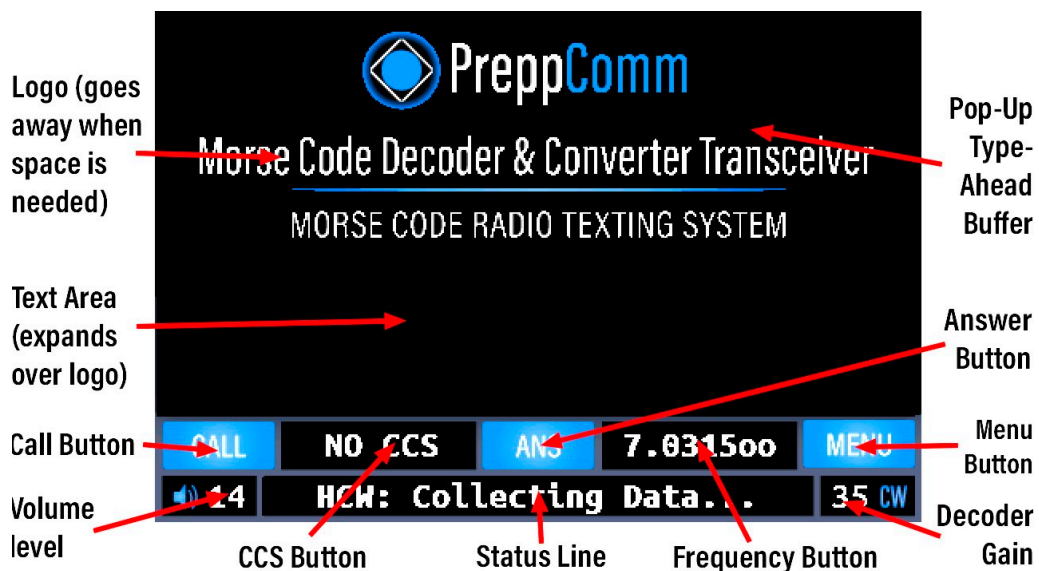 PreppComm
Morse Code Decoder & Converter Transceiver
MORSE CODE RADIO TEXTING SYSTEM
Logo (goes
away when
space is
needed)
Pop-Up
Type-
Ahead
Buffer
Text Area
(expands
over logo)
Answer
Button
Call Button
CALL
NO CCS
ANS
7.0315oo
MENU
Menu
Button
Volume
level
14
HCW: Collecting Data...
35 CW
Decoder
Gain
CCS Button
Status Line
Frequency Button